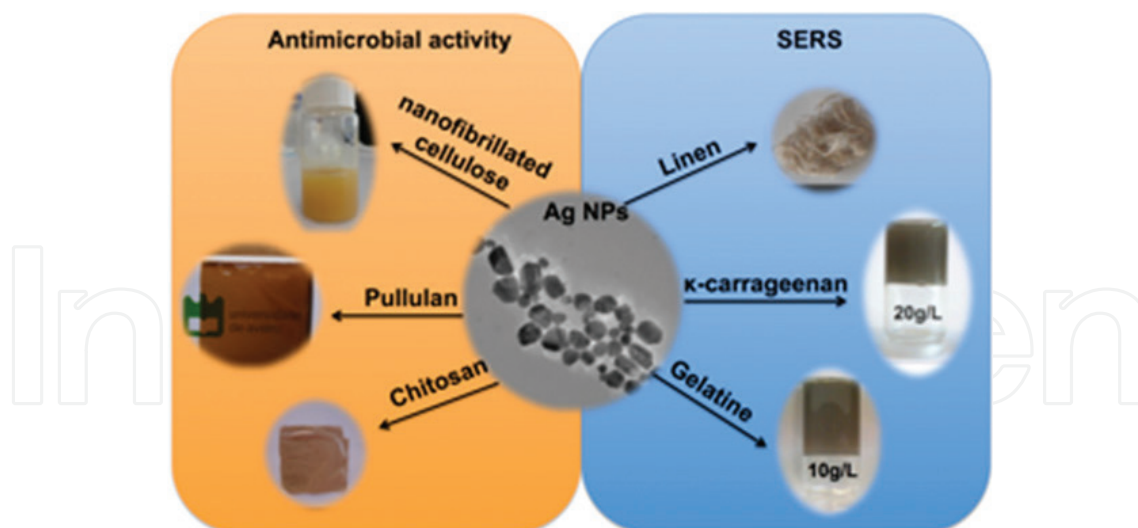 Antimicrobial activity
SERS
nanofibrillated
cellulose
Linen
Ag NPs
Pullulan
κ-carrageenan
20g/L
Chitosan
Gelatine
10g/L